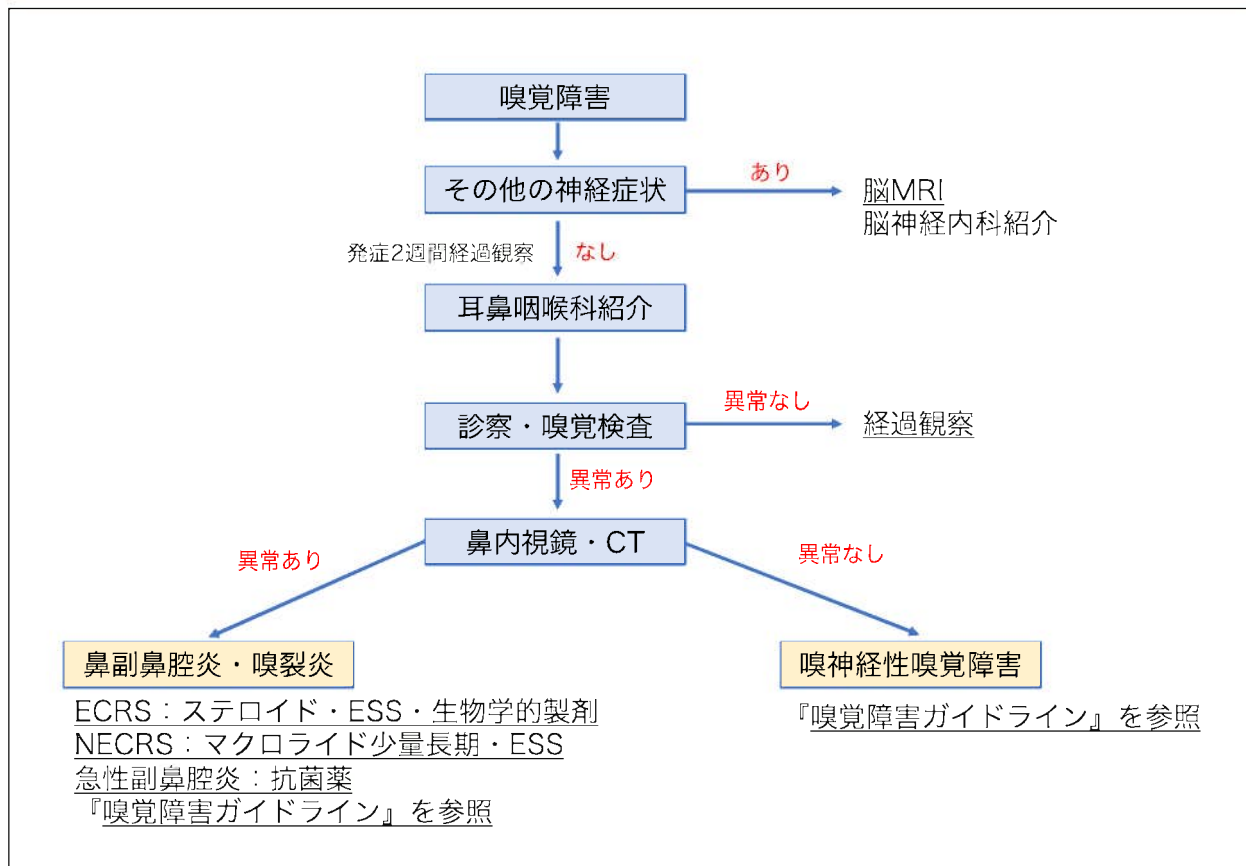 嗅覚障害
その他の神経症状
あり
脳MRI
脳神経内科紹介
発症2週間経過観察
なし
耳鼻咽喉科紹介
診察・嗅覚検査
異常なし
経過観察
異常あり
鼻内視鏡・CT
異常あり
異常なし
鼻副鼻腔炎・嗅裂炎
ECRS：ステロイド・ESS・生物学的製剤
NECRS：マクロライド少量長期・ESS
急性副鼻腔炎：抗菌薬
『嗅覚障害ガイドライン』を参照
嗅神経性嗅覚障害
『嗅覚障害ガイドライン』を参照